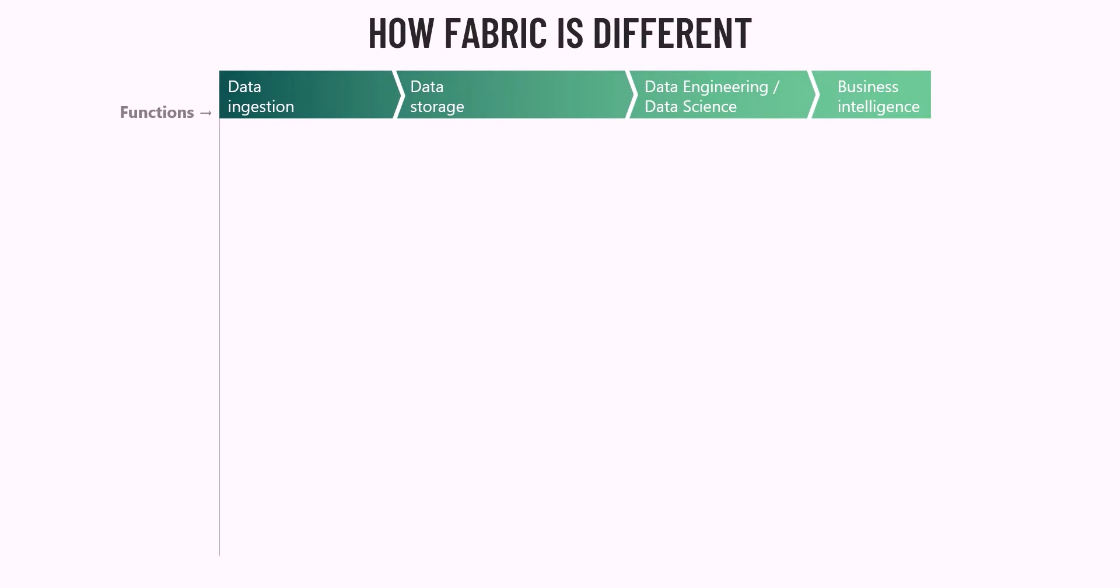 HOW FABRIC IS DIFFERENT
Functions →
Data
ingestion
Data
storage
Data Engineering /
Data Science
Business
intelligence